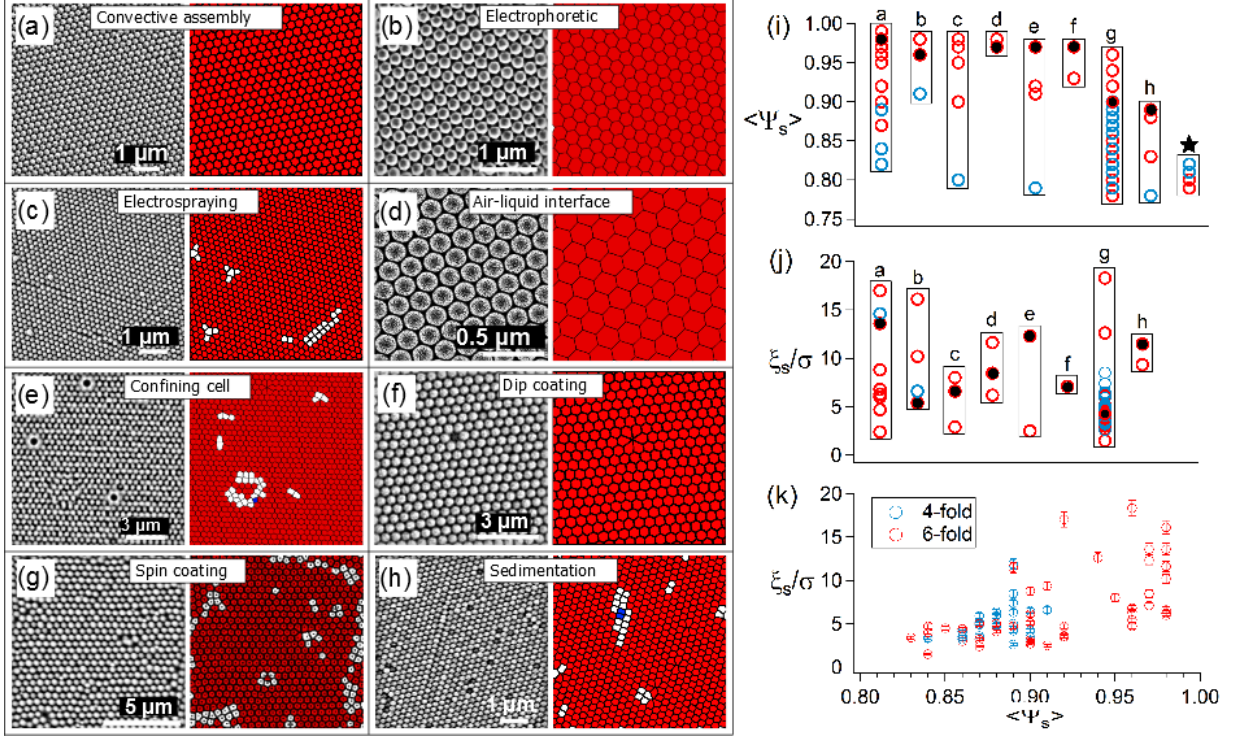 (a) Convective assembly
1 μm
(b) Electrophoretic
1 μm
(c) Electrospraying
1 μm
(d) Air-liquid interface
0.5 μm
(e) Confining cell
3 μm
(f) Dip coating
3 μm
(g) Spin coating
5 μm
(h) Sedimentation
1 μm
(i)
1.00
0.95
0.90
0.85
0.80
0.75
<Ψs>
a b c d e f g h ★
(j)
20
15
10
5
0
ξs/σ
a b c d e f g h
(k)
20
15
10
5
0
ξs/σ
4-fold
6-fold
0.80 0.85 0.90 0.95 1.00
<Ψs>